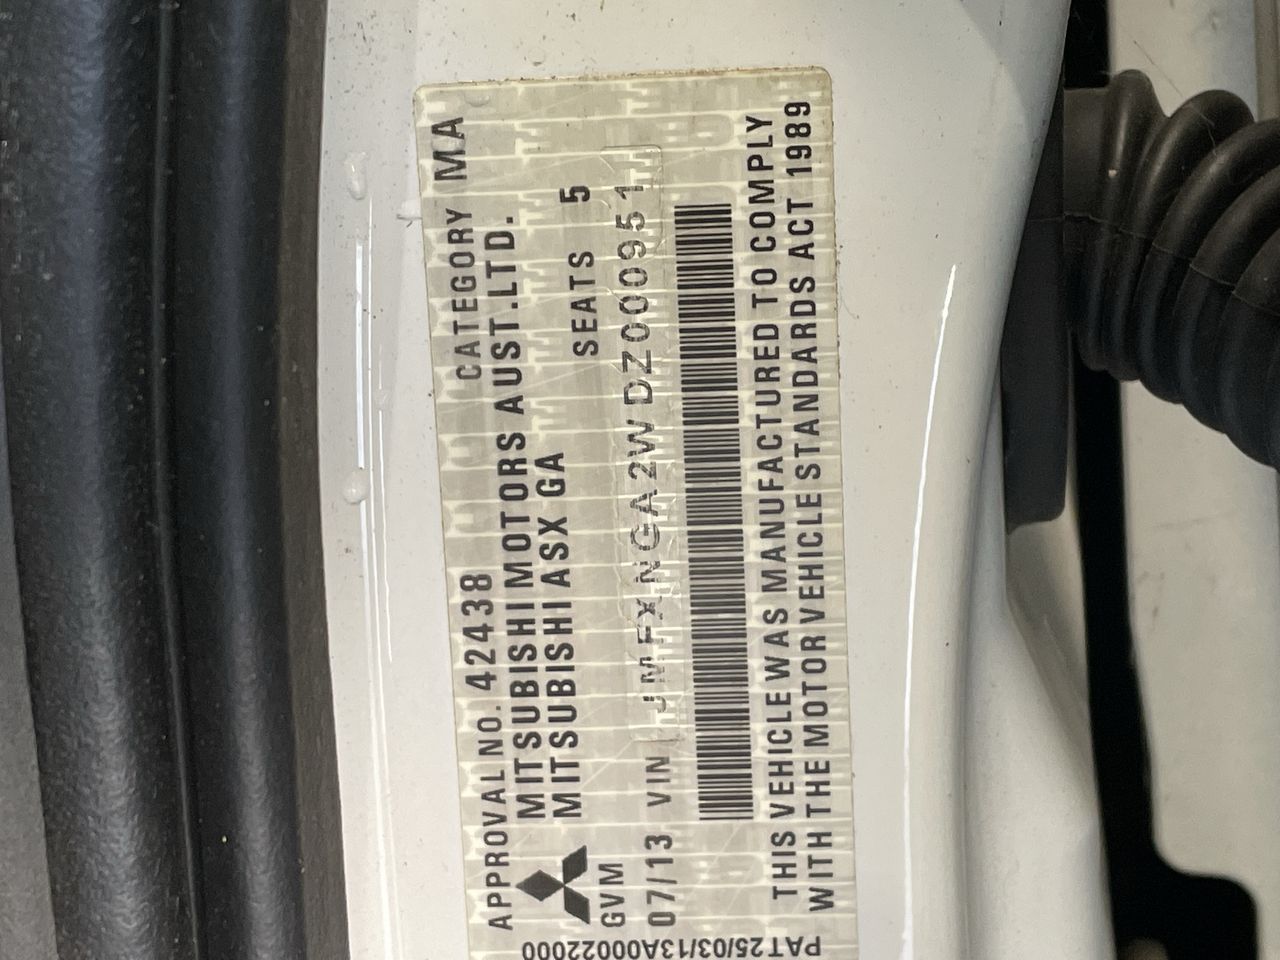 APPROVAL NO. 42438 CATEGORY MA
MITSUBISHI MOTORS AUST.LTD.
MITSUBISHI ASX GA
GVM SEATS 5
07/13 VIN JMFXNGA2WDZ000951
THIS VEHICLE WAS MANUFACTURED TO COMPLY
WITH THE MOTOR VEHICLE STANDARDS ACT 1989
PAT25/03/13A00022000